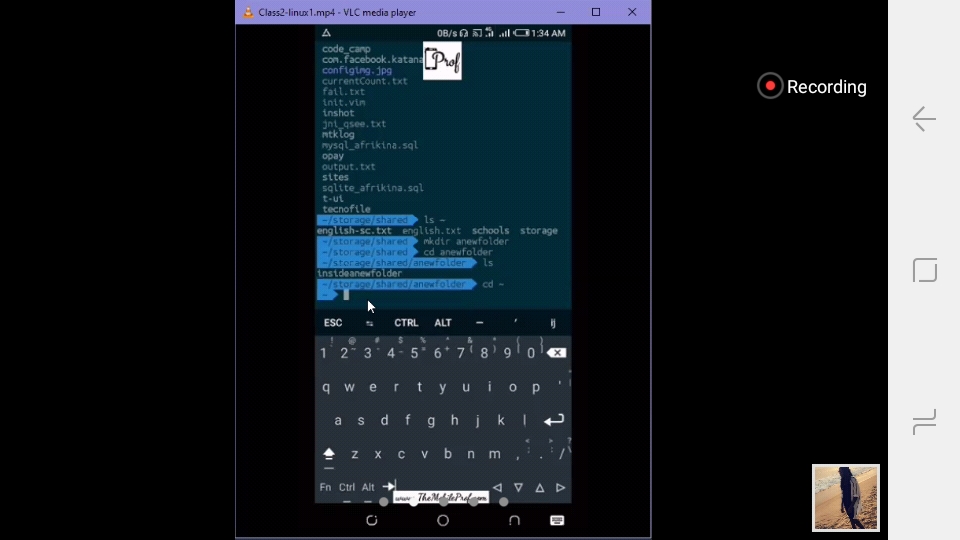 Class2-linux1.mp4 - VLC media player
0B/s 1:34 AM
Prof
code_camp
com.facebook.katana
configimg.jpg
currentCount.txt
fail.txt
init.vim
inshot
jni_qsee.txt
mtklog
mysql_afrikina.sql
opay
output.txt
sites
sqlite_afrikina.sql
t-ui
tecnofile
~/storage/shared ls ~
english-sc.txt english.txt schools storage
~/storage/shared mkdir anewfolder
~/storage/shared cd anewfolder
~/storage/shared/anewfolder ls
insideanewfolder
~/storage/shared/anewfolder cd ~
~
ESC CTRL ALT — ' ij
! @ # $ % ^ & * ( )
1 2 3 4 5 6 7 8 9 0
q w e r t y u i o p '
a s d f g h j k l
z x c v b n m , . /
Fn Ctrl Alt
www. TheMobileProf.com
Recording